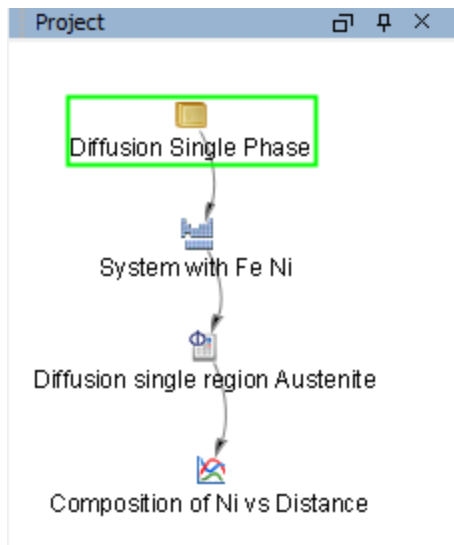 Project
Diffusion Single Phase
System with Fe Ni
Diffusion single region Austenite
Composition of Ni vs Distance